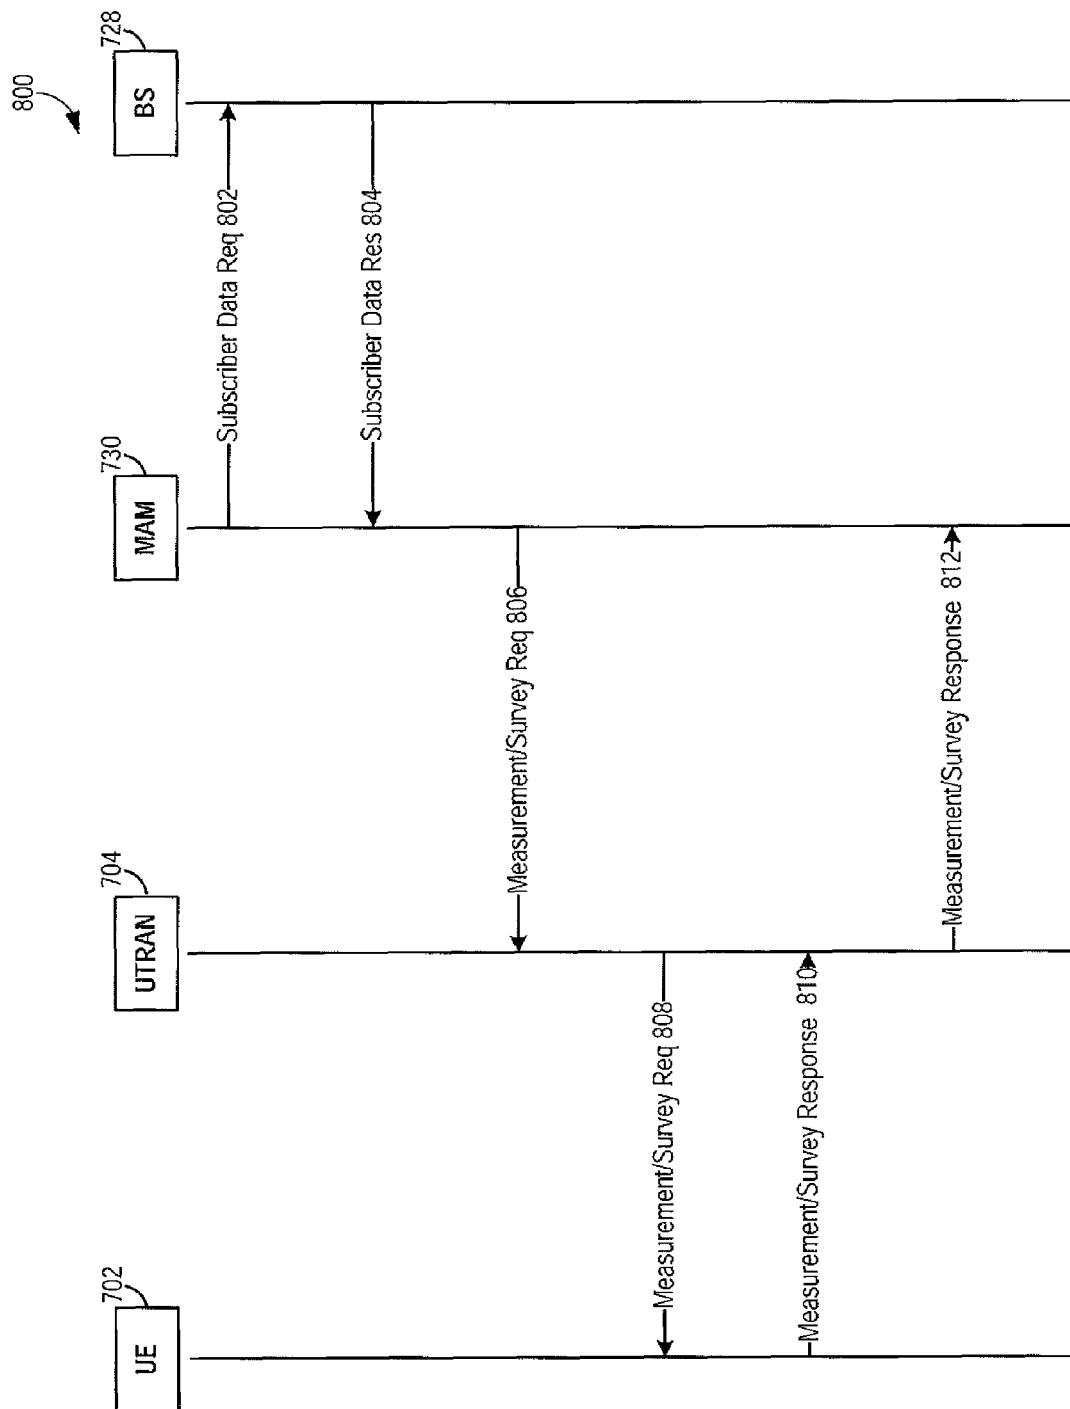 800
UE
702
UTRAN
704
MAM
730
BS
728
Subscriber Data Req 802
Subscriber Data Res 804
Measurement/Survey Req 806
Measurement/Survey Req 808
Measurement/Survey Response 810
Measurement/Survey Response 812